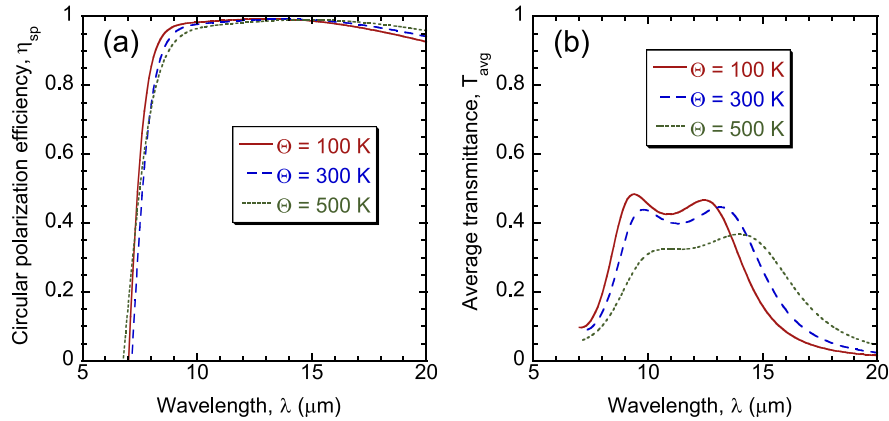 (a)
Circular polarization efficiency, ηsp
1
0.8
0.6
0.4
0.2
0
Θ = 100 K
Θ = 300 K
Θ = 500 K
5 10 15 20
Wavelength, λ (μm)
(b)
Average transmittance, Tavg
1
0.8
0.6
0.4
0.2
0
Θ = 100 K
Θ = 300 K
Θ = 500 K
5 10 15 20
Wavelength, λ (μm)